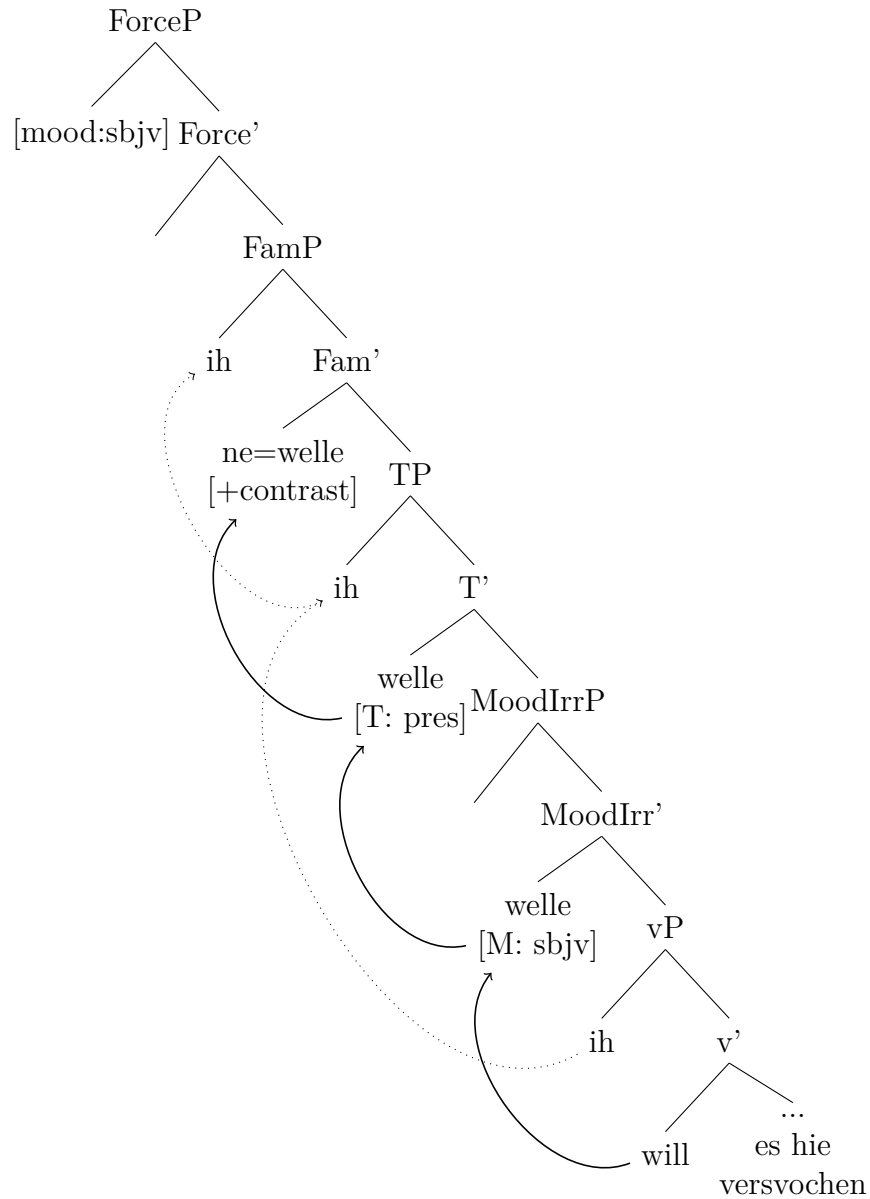 ForceP
[mood:sbjv] Force’
FamP
ih Fam’
ne=welle
[+contrast]
TP
ih T’
welle
[T: pres]
MoodIrrP
MoodIrr’
welle
[M: sbjv]
vP
ih v’
will
...
es hie
versvochen